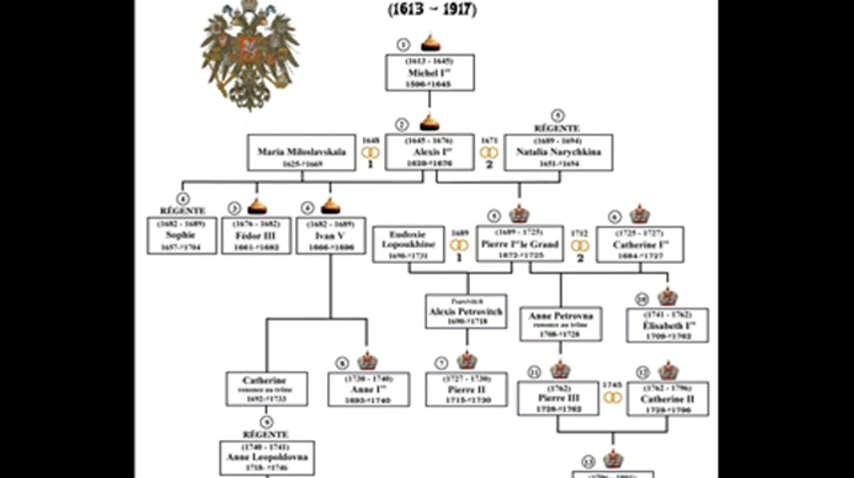 (1613 - 1917)
1
(1613 - 1645)
Michel Iᵉʳ
1596-†1645
2
(1645 - 1676)
Alexis Iᵉʳ
1629-†1676
Maria Miloslavskaïa
1625-†1669
1648
1
1671
2
5
RÉGENTE
(1689 - 1694)
Natalia Narychkina
1651-†1694
4
RÉGENTE
(1682 - 1689)
Sophie
1657-†1704
3
(1676 - 1682)
Fédor III
1661-†1682
4
(1682 - 1689)
Ivan V
1666-†1696
Eudoxie
Lopoukhine
1690-†1731
1689
1
5
(1689 - 1725)
Pierre Iᵉʳ le Grand
1672-†1725
1712
2
6
(1725 - 1727)
Catherine Iʳᵉ
1684-†1727
Tsarévitch
Alexis Petrovitch
1690-†1718
Anne Petrovna
renonce au trône
1708-†1728
10
(1741 - 1762)
Élisabeth Iʳᵉ
1709-†1762
Catherine
renonce au trône
1692-†1733
8
(1730 - 1740)
Anne Iʳᵉ
1693-†1740
7
(1727 - 1730)
Pierre II
1715-†1730
11
(1762)
Pierre III
1728-†1762
1745
12
(1762 - 1796)
Catherine II
1729-†1796
9
RÉGENTE
(1740 - 1741)
Anne Leopoldovna
1718-†1746
13